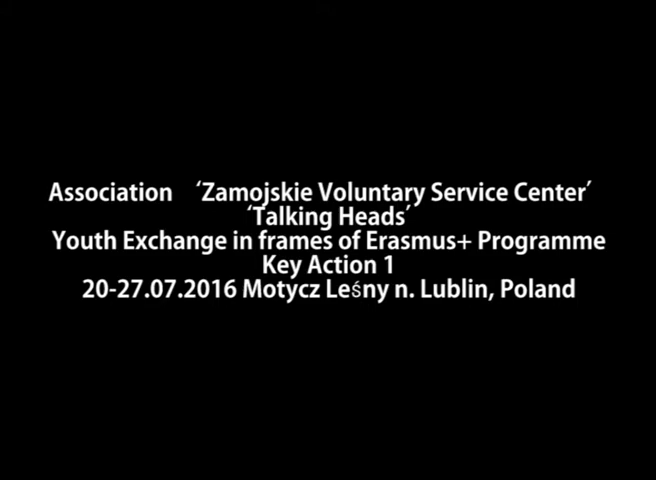 Association ‘Zamojskie Voluntary Service Center’
‘Talking Heads’
Youth Exchange in frames of Erasmus+ Programme
Key Action 1
20-27.07.2016 Motycz Leśny n. Lublin, Poland